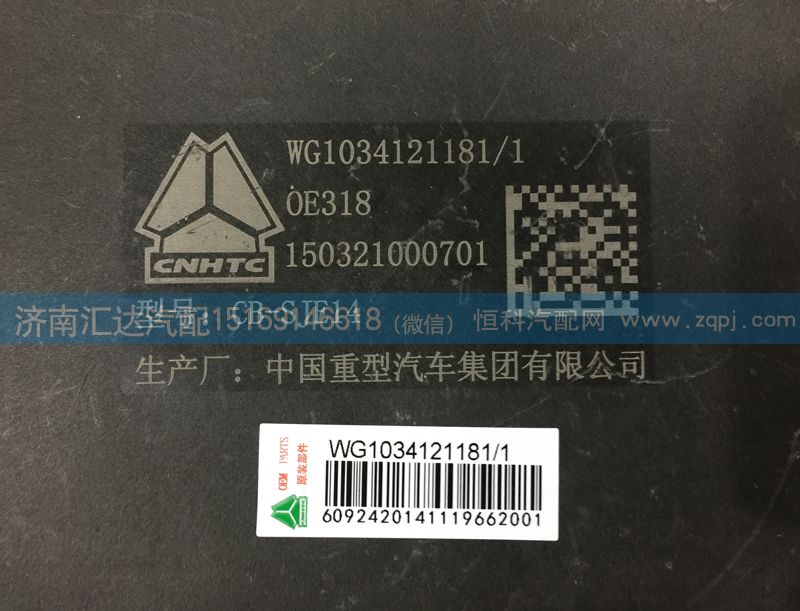 WG1034121181/1
OE318
150321000701
CNHTC
型号: CB-SJE14
济南汇达汽配15163146618（微信） 恒科汽配网 www.zqpj.com
生产厂: 中国重型汽车集团有限公司
OEM PARTS
原装部件
WG1034121181/1
6092420141119662001